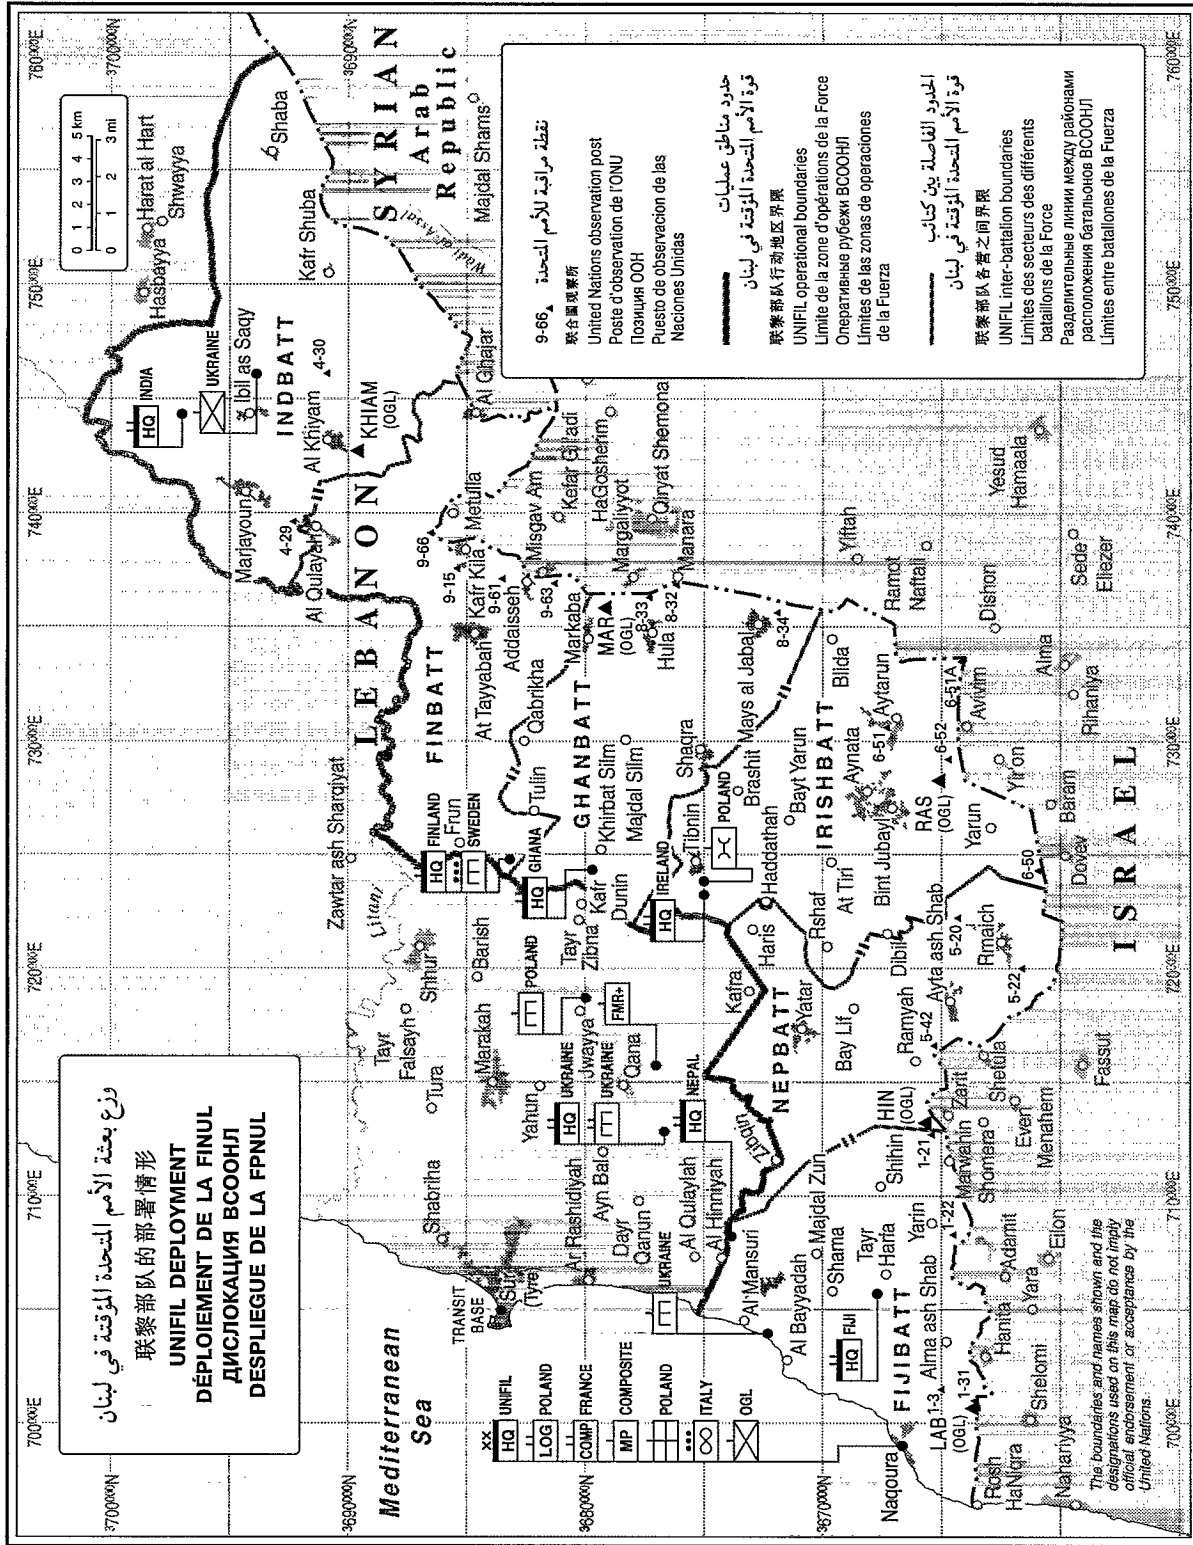 وزع بعثة الأمم المتحدة المؤقتة في لبنان
联黎部队的部署情形
UNIFIL DEPLOYMENT
DÉPLOIEMENT DE LA FINUL
ДИСЛОКАЦИЯ ВСООНЛ
DESPLIEGUE DE LA FPNUL
0 1 2 3 4 5 km
0 1 2 3 mi
700000E
710000E
720000E
730000E
740000E
750000E
760000E
3700000N
3690000N
3680000N
3670000N
3700000N
3690000N
Mediterranean
Sea
LEBANON
SYRIAN
Arab
Republic
ISRAEL
Litani
Wadi al Assal
Harat al Hart
Hasbayya
Shwayya
Shaba
Kafr Shuba
Majdal Shams
INDIA
HQ
UKRAINE
Ibil as Saqy
INDBATT
4-30
Al Khiyam
KHIAM
(OGL)
Al Ghajar
Marjayoun
4-29
Al Qulayah
9-66
Metulla
9-15
Kafr Kila
9-61
Misgav Am
Addaisseh
9-63
Kefar Gil'adi
HaGosherim
Margaliyyot
Qiryat Shemona
Manara
Markaba
MAR
(OGL)
8-33
8-32
Hula
At Tayyabah
Qabrikha
FINBATT
Zawtar ash Sharqiyat
FINLAND
HQ
Frun
SWEDEN
Tulin
GHANA
HQ
GHANBATT
Khirbat Silm
Majdal Silm
Shaqra
Mays al Jabal
8-34
Blida
Yiftah
Ramot
Naftali
Yesud
Hamaala
Dishon
Sede
Eliezer
Alma
Rihaniya
Kafr
Dunin
Tayr
Zibna
IRELAND
HQ
Tibnin
POLAND
Brashit
Bayt Yarun
Haddathah
IRISHBATT
Aynata
6-51
Aytarun
6-51A
Avivim
6-52
RAS
(OGL)
Bint Jubayl
Yarun
Yir'on
Baram
Dovev
6-50
At Tiri
Rshaf
Haris
Kafra
Dibil
Ayta ash Shab
5-20
Rmaich
5-22
Shhur
Barish
POLAND
Tayr
Falsayh
Marakah
Tura
Jwayya
FMR+
Yahun
UKRAINE
HQ
UKRAINE
Qana
NEPAL
HQ
NEPBATT
Yatar
Bay Lif
Ramyah
5-42
HIN
(OGL)
Zarit
Shetula
Fassut
Even
Menahem
Shomera
Marwahin
1-21
Shihin
Zibqin
Shabriha
TRANSIT
BASE
Sur
(Tyre)
Ar Rashidiyah
Ayn Bal
Dayr
Qanun
Al Qulaylah
Al Hinniyah
UKRAINE
Al Mansuri
Majdal Zun
Al Bayyadah
Shama
Tayr
Harfa
Yarin
1-22
Adamit
Eilon
Yara
FIJI
HQ
FIJIBATT
Alma ash Shab
Hanita
1-3
LAB
(OGL)
1-31
Shelomi
Naqoura
Rosh
HaNiqra
Nahariyya
xx
HQ UNIFIL
LOG POLAND
COMP FRANCE
MP COMPOSITE
POLAND
ITALY
OGL
نقطة مراقبة للأمم المتحدة
9-66
联合国观察所
United Nations observation post
Poste d'observation de l'ONU
Позиция ООН
Puesto de observacion de las
Naciones Unidas
حدود مناطق عمليات
قوة الأمم المتحدة المؤقتة في لبنان
联黎部队行动地区界限
UNIFIL operational boundaries
Limite de la zone d'opérations de la Force
Оперативные рубежи ВСООНЛ
Límites de las zonas de operaciones
de la Fuerza
الحدود الفاصلة بين كتائب
قوة الأمم المتحدة المؤقتة في لبنان
联黎部队各营之间界限
UNIFIL inter-battalion boundaries
Limites des secteurs des différents
bataillons de la Force
Разделительные линии между районами
расположения батальонов ВСООНЛ
Límites entre batallones de la Fuerza
The boundaries and names shown and the
designations used on this map do not imply
official endorsement or acceptance by the
United Nations.
700000E
710000E
720000E
730000E
740000E
750000E
760000E